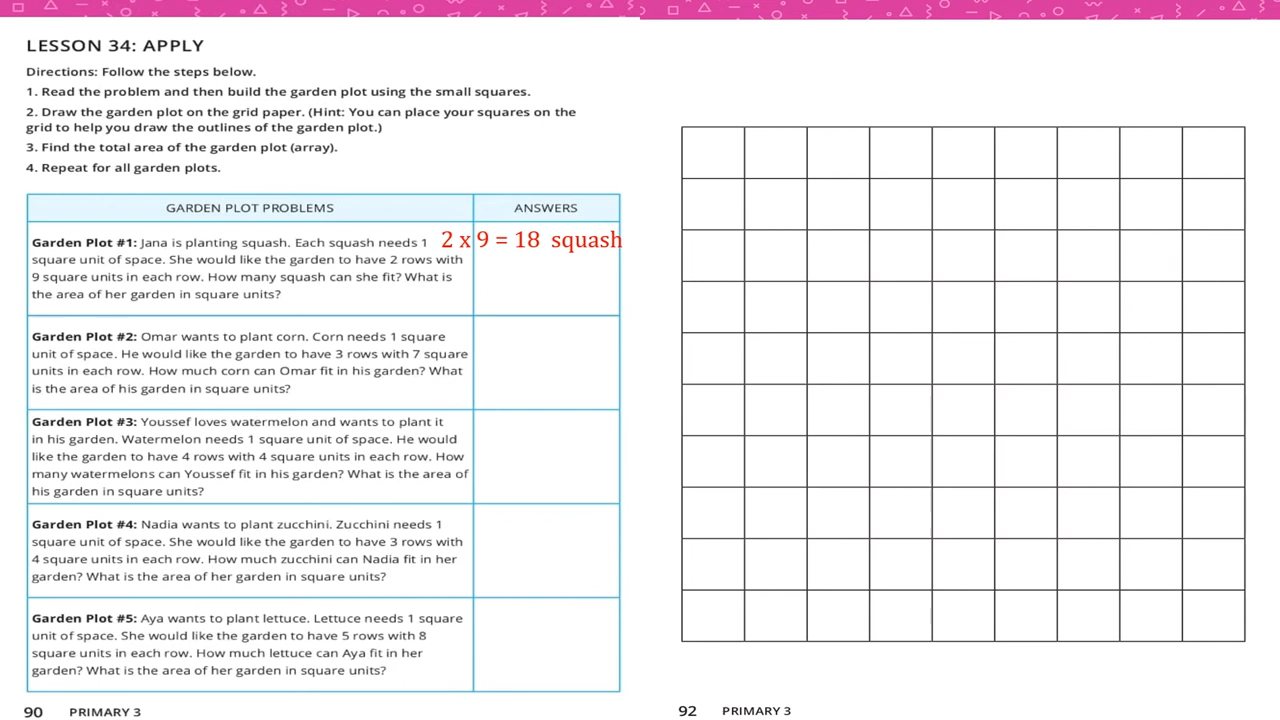 LESSON 34: APPLY
Directions: Follow the steps below.
1. Read the problem and then build the garden plot using the small squares.
2. Draw the garden plot on the grid paper. (Hint: You can place your squares on the
grid to help you draw the outlines of the garden plot.)
3. Find the total area of the garden plot (array).
4. Repeat for all garden plots.
GARDEN PLOT PROBLEMS
ANSWERS
Garden Plot #1: Jana is planting squash. Each squash needs 1
square unit of space. She would like the garden to have 2 rows with
9 square units in each row. How many squash can she fit? What is
the area of her garden in square units?
2 x 9 = 18 squash
Garden Plot #2: Omar wants to plant corn. Corn needs 1 square
unit of space. He would like the garden to have 3 rows with 7 square
units in each row. How much corn can Omar fit in his garden? What
is the area of his garden in square units?
Garden Plot #3: Youssef loves watermelon and wants to plant it
in his garden. Watermelon needs 1 square unit of space. He would
like the garden to have 4 rows with 4 square units in each row. How
many watermelons can Youssef fit in his garden? What is the area of
his garden in square units?
Garden Plot #4: Nadia wants to plant zucchini. Zucchini needs 1
square unit of space. She would like the garden to have 3 rows with
4 square units in each row. How much zucchini can Nadia fit in her
garden? What is the area of her garden in square units?
Garden Plot #5: Aya wants to plant lettuce. Lettuce needs 1 square
unit of space. She would like the garden to have 5 rows with 8
square units in each row. How much lettuce can Aya fit in her
garden? What is the area of her garden in square units?
90 PRIMARY 3
92 PRIMARY 3